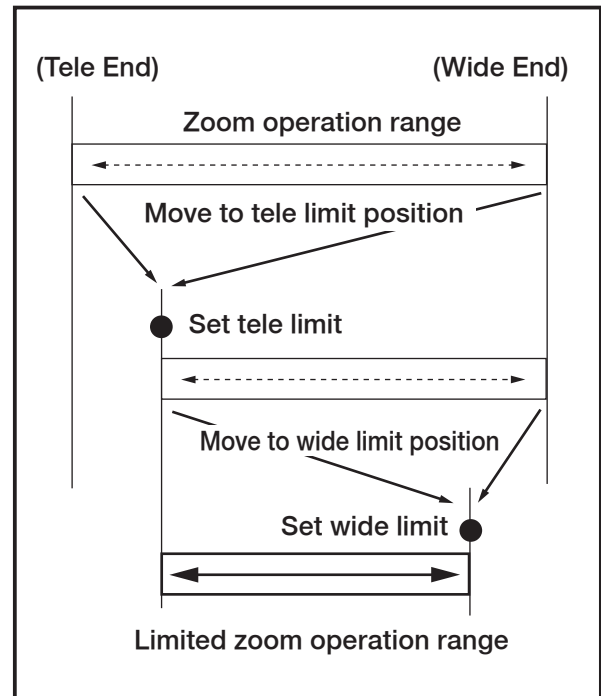 (Tele End)
(Wide End)
Zoom operation range
Move to tele limit position
Set tele limit
Move to wide limit position
Set wide limit
Limited zoom operation range